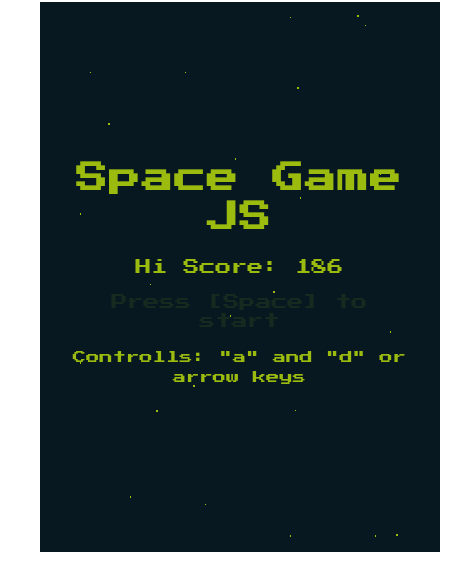 Space Game
JS
Hi Score: 186
Press [Space] to
start
Controlls: "a" and "d" or
arrow keys